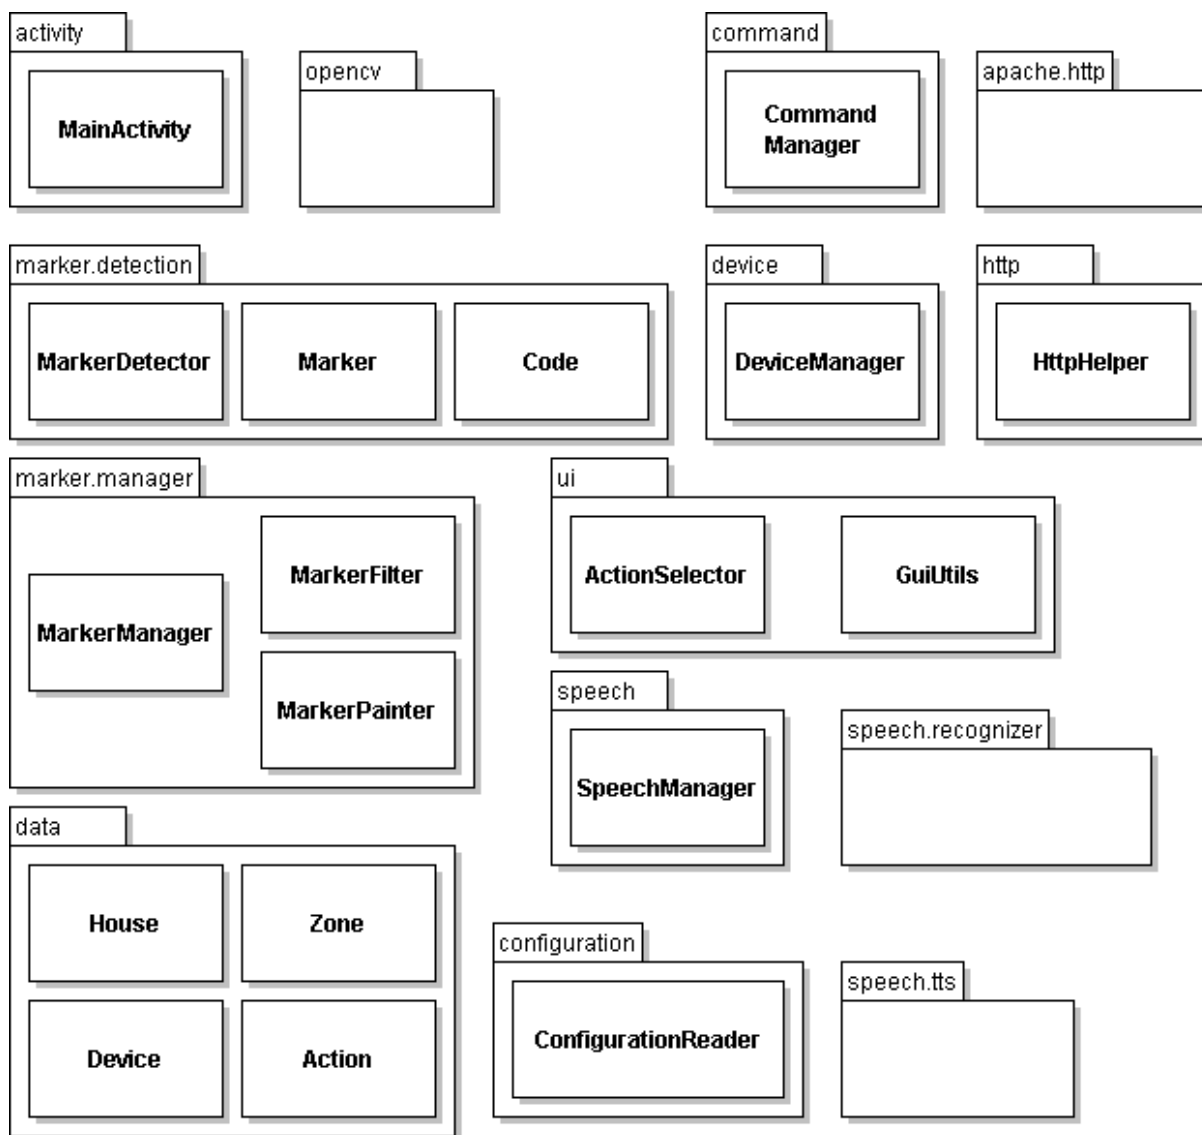 activity
MainActivity
opencv
command
Command
Manager
apache.http
marker.detection
MarkerDetector
Marker
Code
device
DeviceManager
http
HttpHelper
marker.manager
MarkerManager
MarkerFilter
MarkerPainter
ui
ActionSelector
GuiUtils
speech
SpeechManager
speech.recognizer
data
House
Zone
Device
Action
configuration
ConfigurationReader
speech.tts